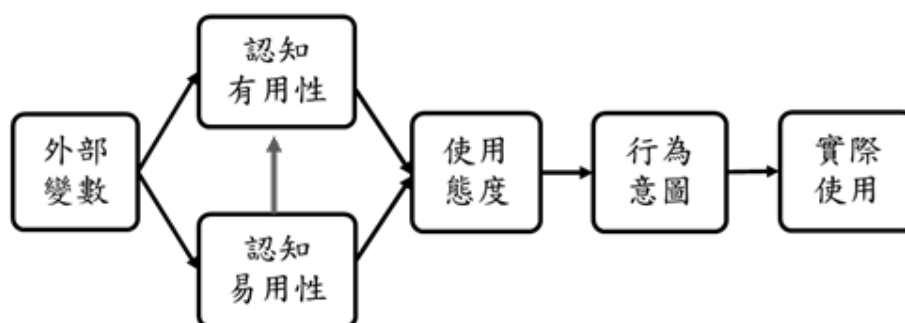 認知
有用性
外部
變數
使用
態度
行為
意圖
實際
使用
認知
易用性